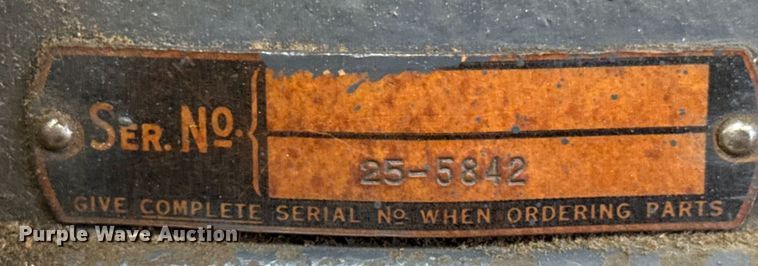 SER. NO.
25-5842
GIVE COMPLETE SERIAL NO WHEN ORDERING PARTS
Purple Wave Auction